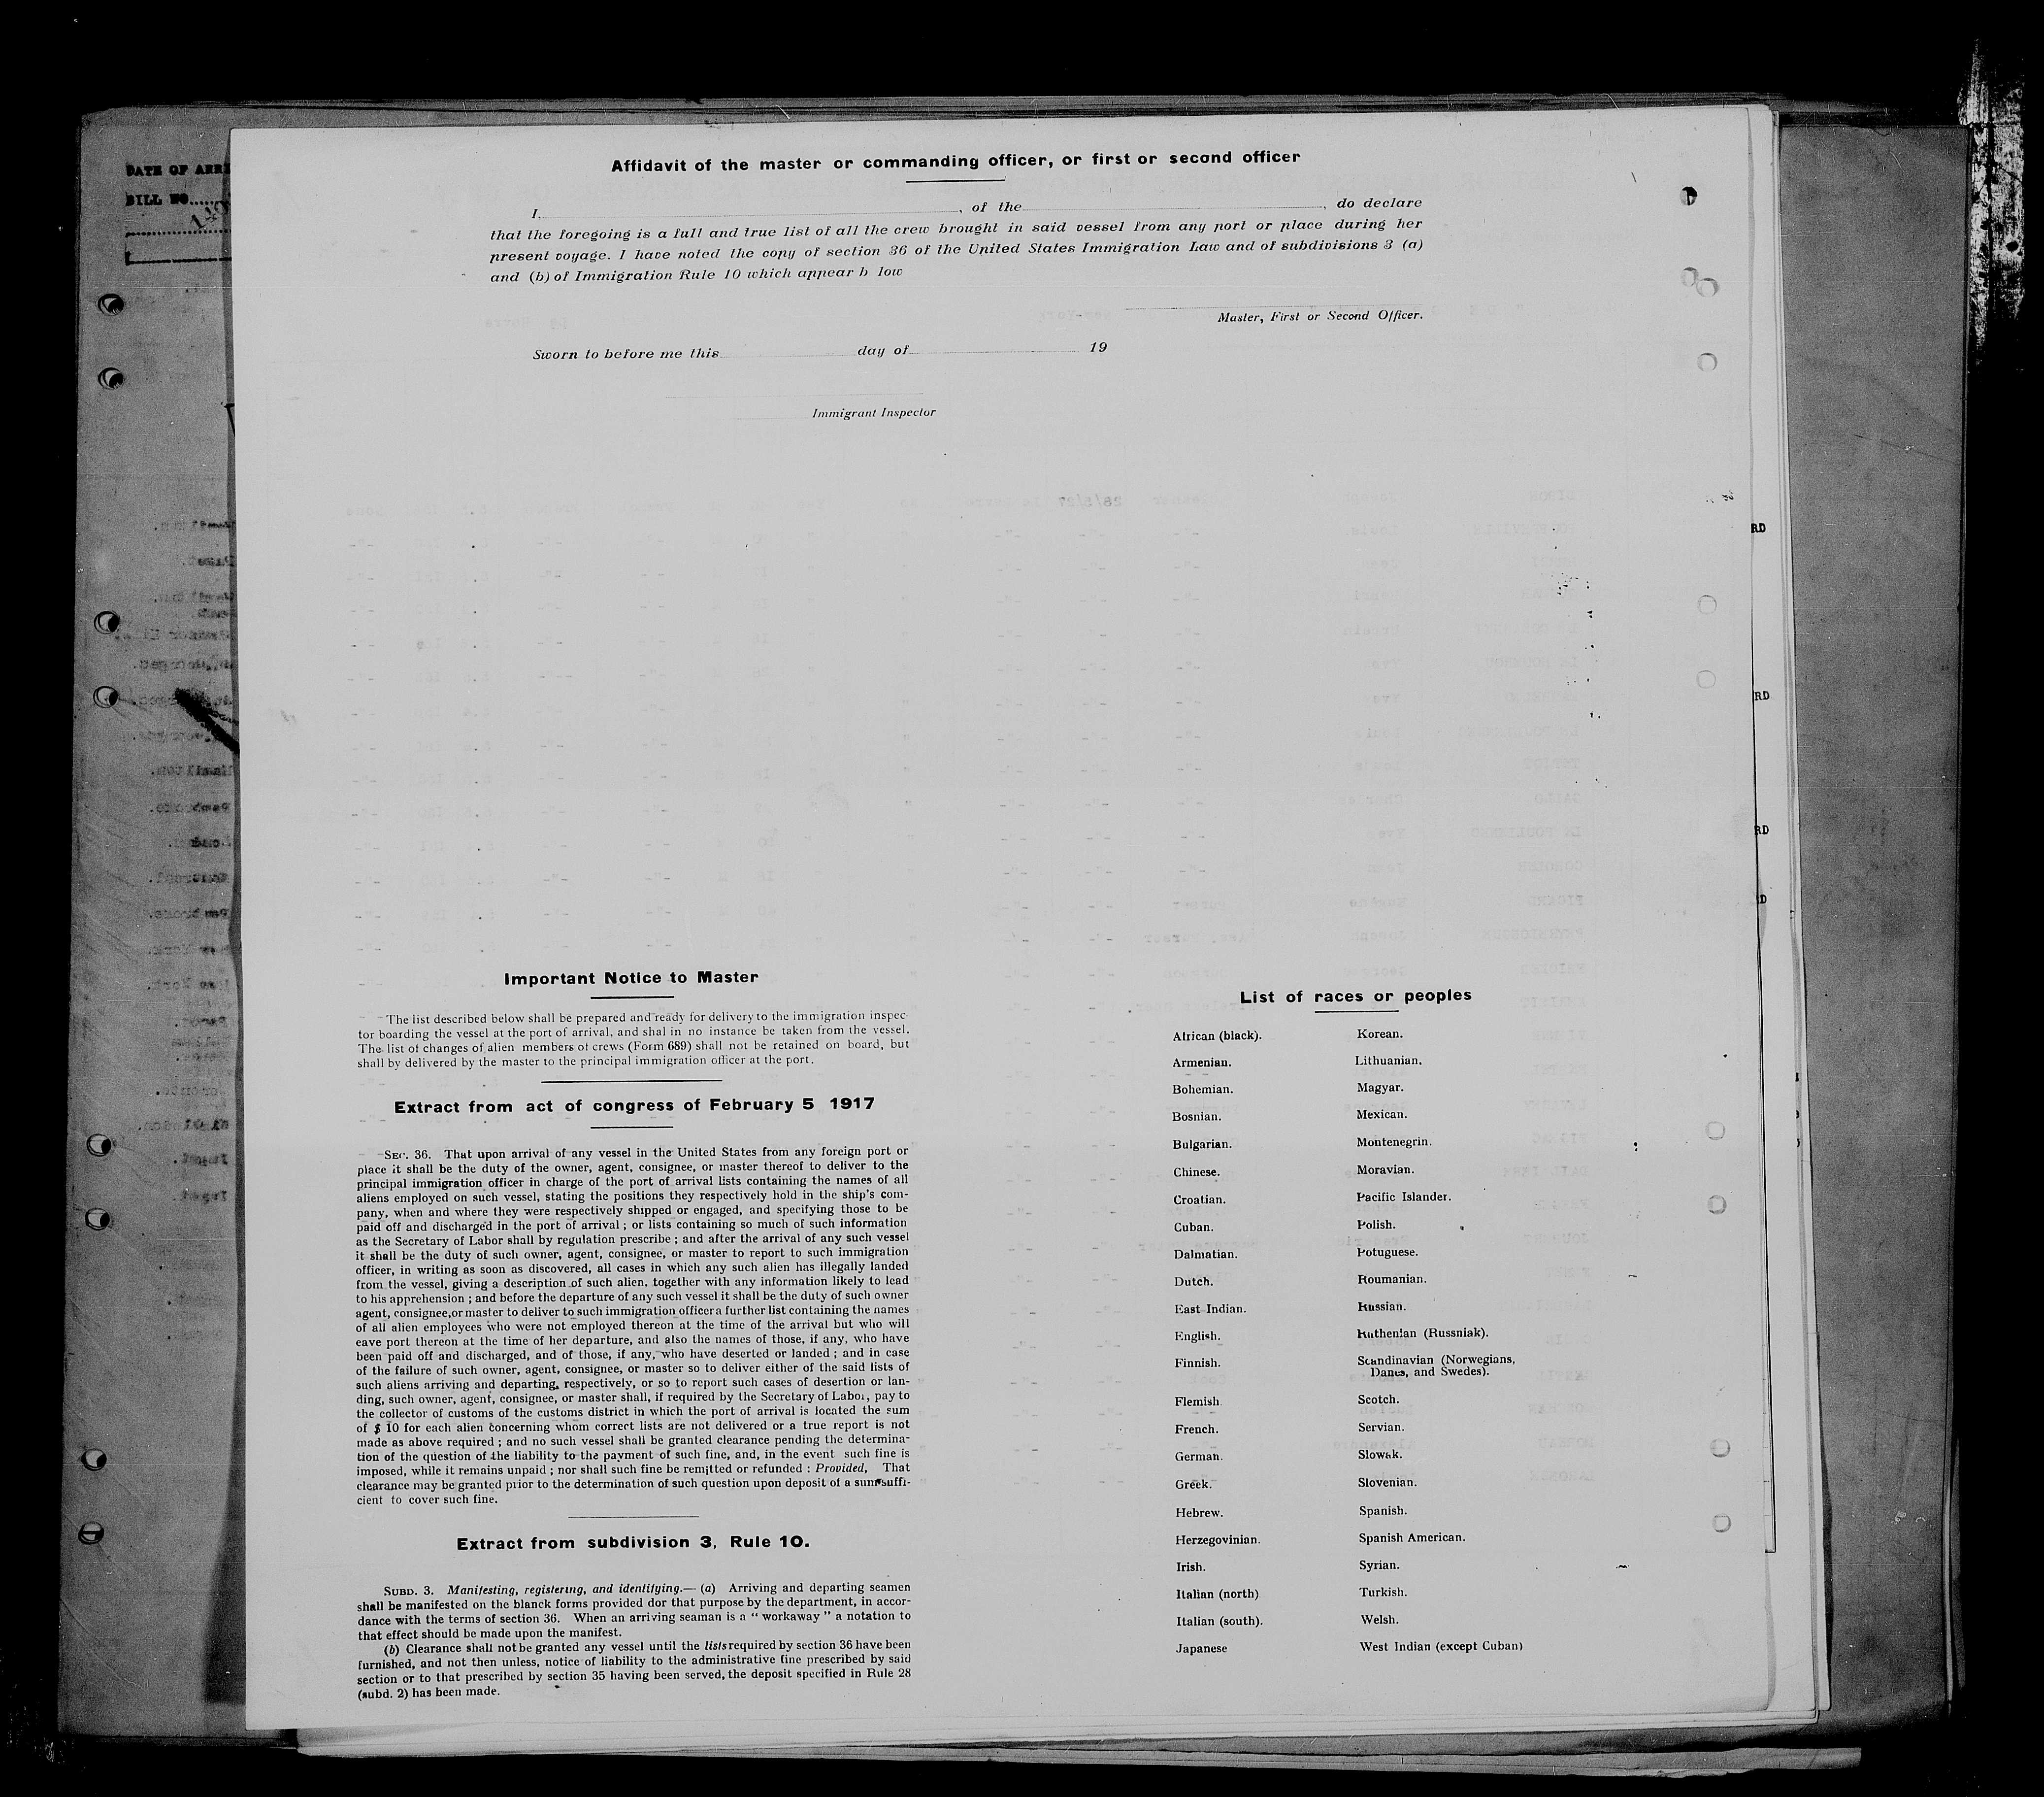 DATE OF ARRI
BILL NO.
Affidavit of the master or commanding officer, or first or second officer
I, , of the , do declare
that the foregoing is a full and true list of all the crew brought in said vessel from any port or place during her
present voyage. I have noted the copy of section 36 of the United States Immigration Law and of subdivisions 3 (a)
and (b) of Immigration Rule 10 which appear b low
Master, First or Second Officer.
Sworn to before me this day of 19
Immigrant Inspector
RD
RD
RD
Important Notice to Master
The list described below shall be prepared and ready for delivery to the immigration inspec-
tor boarding the vessel at the port of arrival, and shal in no instance be taken from the vessel.
The list of changes of alien members of crews (Form 689) shall not be retained on board, but
shall by delivered by the master to the principal immigration officer at the port.
Extract from act of congress of February 5 1917
SEC. 36. That upon arrival of any vessel in the United States from any foreign port or
place it shall be the duty of the owner, agent, consignee, or master thereof to deliver to the
principal immigration officer in charge of the port of arrival lists containing the names of all
aliens employed on such vessel, stating the positions they respectively hold in the ship's com-
pany, when and where they were respectively shipped or engaged, and specifying those to be
paid off and discharged in the port of arrival ; or lists containing so much of such information
as the Secretary of Labor shall by regulation prescribe ; and after the arrival of any such vessel
it shall be the duty of such owner, agent, consignee, or master to report to such immigration
officer, in writing as soon as discovered, all cases in which any such alien has illegally landed
from the vessel, giving a description of such alien, together with any information likely to lead
to his apprehension ; and before the departure of any such vessel it shall be the duty of such owner
agent, consignee, or master to deliver to such immigration officer a further list containing the names
of all alien employees who were not employed thereon at the time of the arrival but who will
eave port thereon at the time of her departure, and also the names of those, if any, who have
been paid off and discharged, and of those, if any, who have deserted or landed ; and in case
of the failure of such owner, agent, consignee, or master so to deliver either of the said lists of
such aliens arriving and departing, respectively, or so to report such cases of desertion or lan-
ding, such owner, agent, consignee, or master shall, if required by the Secretary of Labor, pay to
the collector of customs of the customs district in which the port of arrival is located the sum
of $ 10 for each alien concerning whom correct lists are not delivered or a true report is not
made as above required ; and no such vessel shall be granted clearance pending the determina-
tion of the question of the liability to the payment of such fine, and, in the event such fine is
imposed, while it remains unpaid ; nor shall such fine be remitted or refunded : Provided, That
clearance may be granted prior to the determination of such question upon deposit of a sum suffi-
cient to cover such fine.
Extract from subdivision 3, Rule 10.
SUBD. 3. Manifesting, registering, and identifying.— (a) Arriving and departing seamen
shall be manifested on the blanck forms provided dor that purpose by the department, in accor-
dance with the terms of section 36. When an arriving seaman is a “ workaway ” a notation to
that effect should be made upon the manifest.
(b) Clearance shall not be granted any vessel until the lists required by section 36 have been
furnished, and not then unless, notice of liability to the administrative fine prescribed by said
section or to that prescribed by section 35 having been served, the deposit specified in Rule 28
(subd. 2) has been made.
List of races or peoples
African (black). Korean.
Armenian. Lithuanian.
Bohemian. Magyar.
Bosnian. Mexican.
Bulgarian. Montenegrin.
Chinese. Moravian.
Croatian. Pacific Islander.
Cuban. Polish.
Dalmatian. Potuguese.
Dutch. Roumanian.
East Indian. Russian.
English. Ruthenian (Russniak).
Finnish. Scandinavian (Norwegians,
Danes, and Swedes).
Flemish Scotch.
French. Servian.
German. Slowak.
Greek. Slovenian.
Hebrew. Spanish.
Herzegovinian. Spanish American.
Irish. Syrian.
Italian (north) Turkish.
Italian (south). Welsh.
Japanese West Indian (except Cuban)